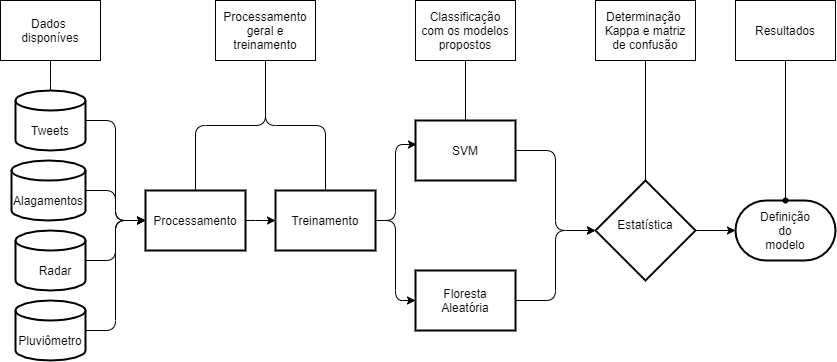 Dados
disponíves
Processamento
geral e
treinamento
Classificação
com os modelos
propostos
Determinação
Kappa e matriz
de confusão
Resultados
Tweets
Alagamentos
Radar
Pluviômetro
Processamento
Treinamento
SVM
Floresta
Aleatória
Estatística
Definição
do
modelo